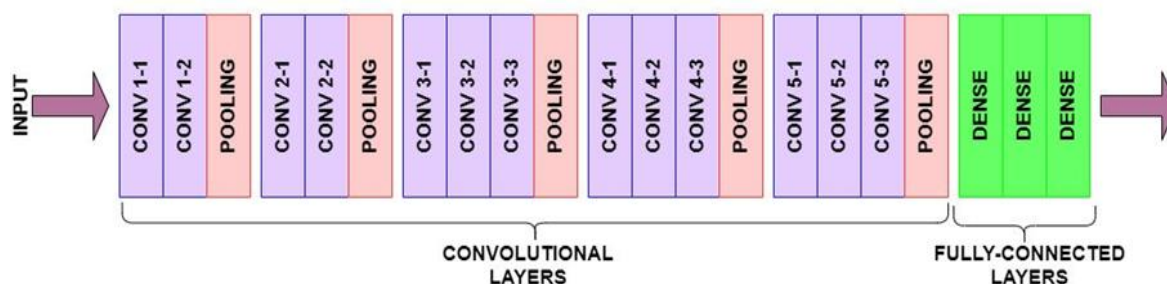 INPUT
CONV 1-1
CONV 1-2
POOLING
CONV 2-1
CONV 2-2
POOLING
CONV 3-1
CONV 3-2
CONV 3-3
POOLING
CONV 4-1
CONV 4-2
CONV 4-3
POOLING
CONV 5-1
CONV 5-2
CONV 5-3
POOLING
DENSE
DENSE
DENSE
CONVOLUTIONAL
LAYERS
FULLY-CONNECTED
LAYERS